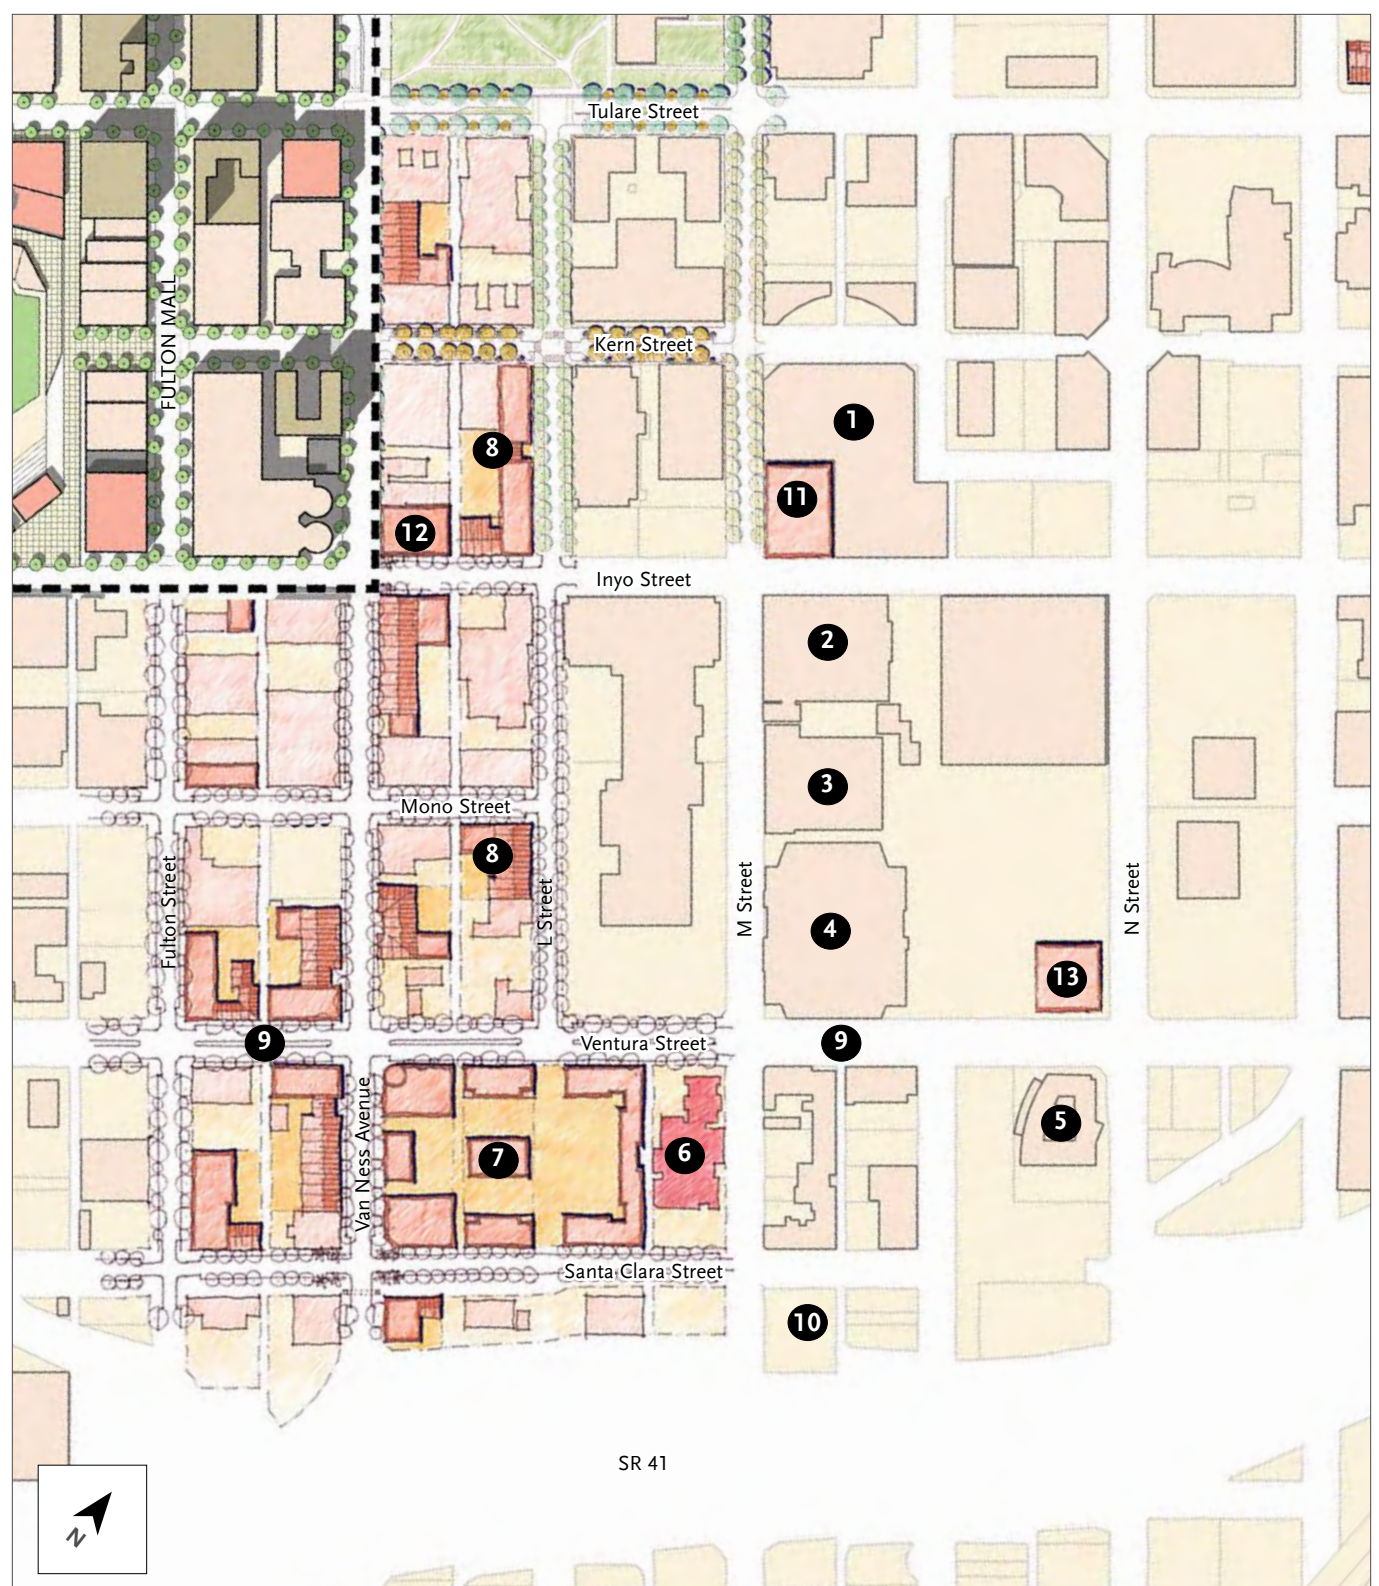 Tulare Street
FULTON MALL
Kern Street
1
8
11
12
Inyo Street
2
3
Mono Street
8
Fulton Street
L Street
M Street
N Street
4
13
9
Ventura Street
9
Van Ness Avenue
5
6
7
Santa Clara Street
10
SR 41
N